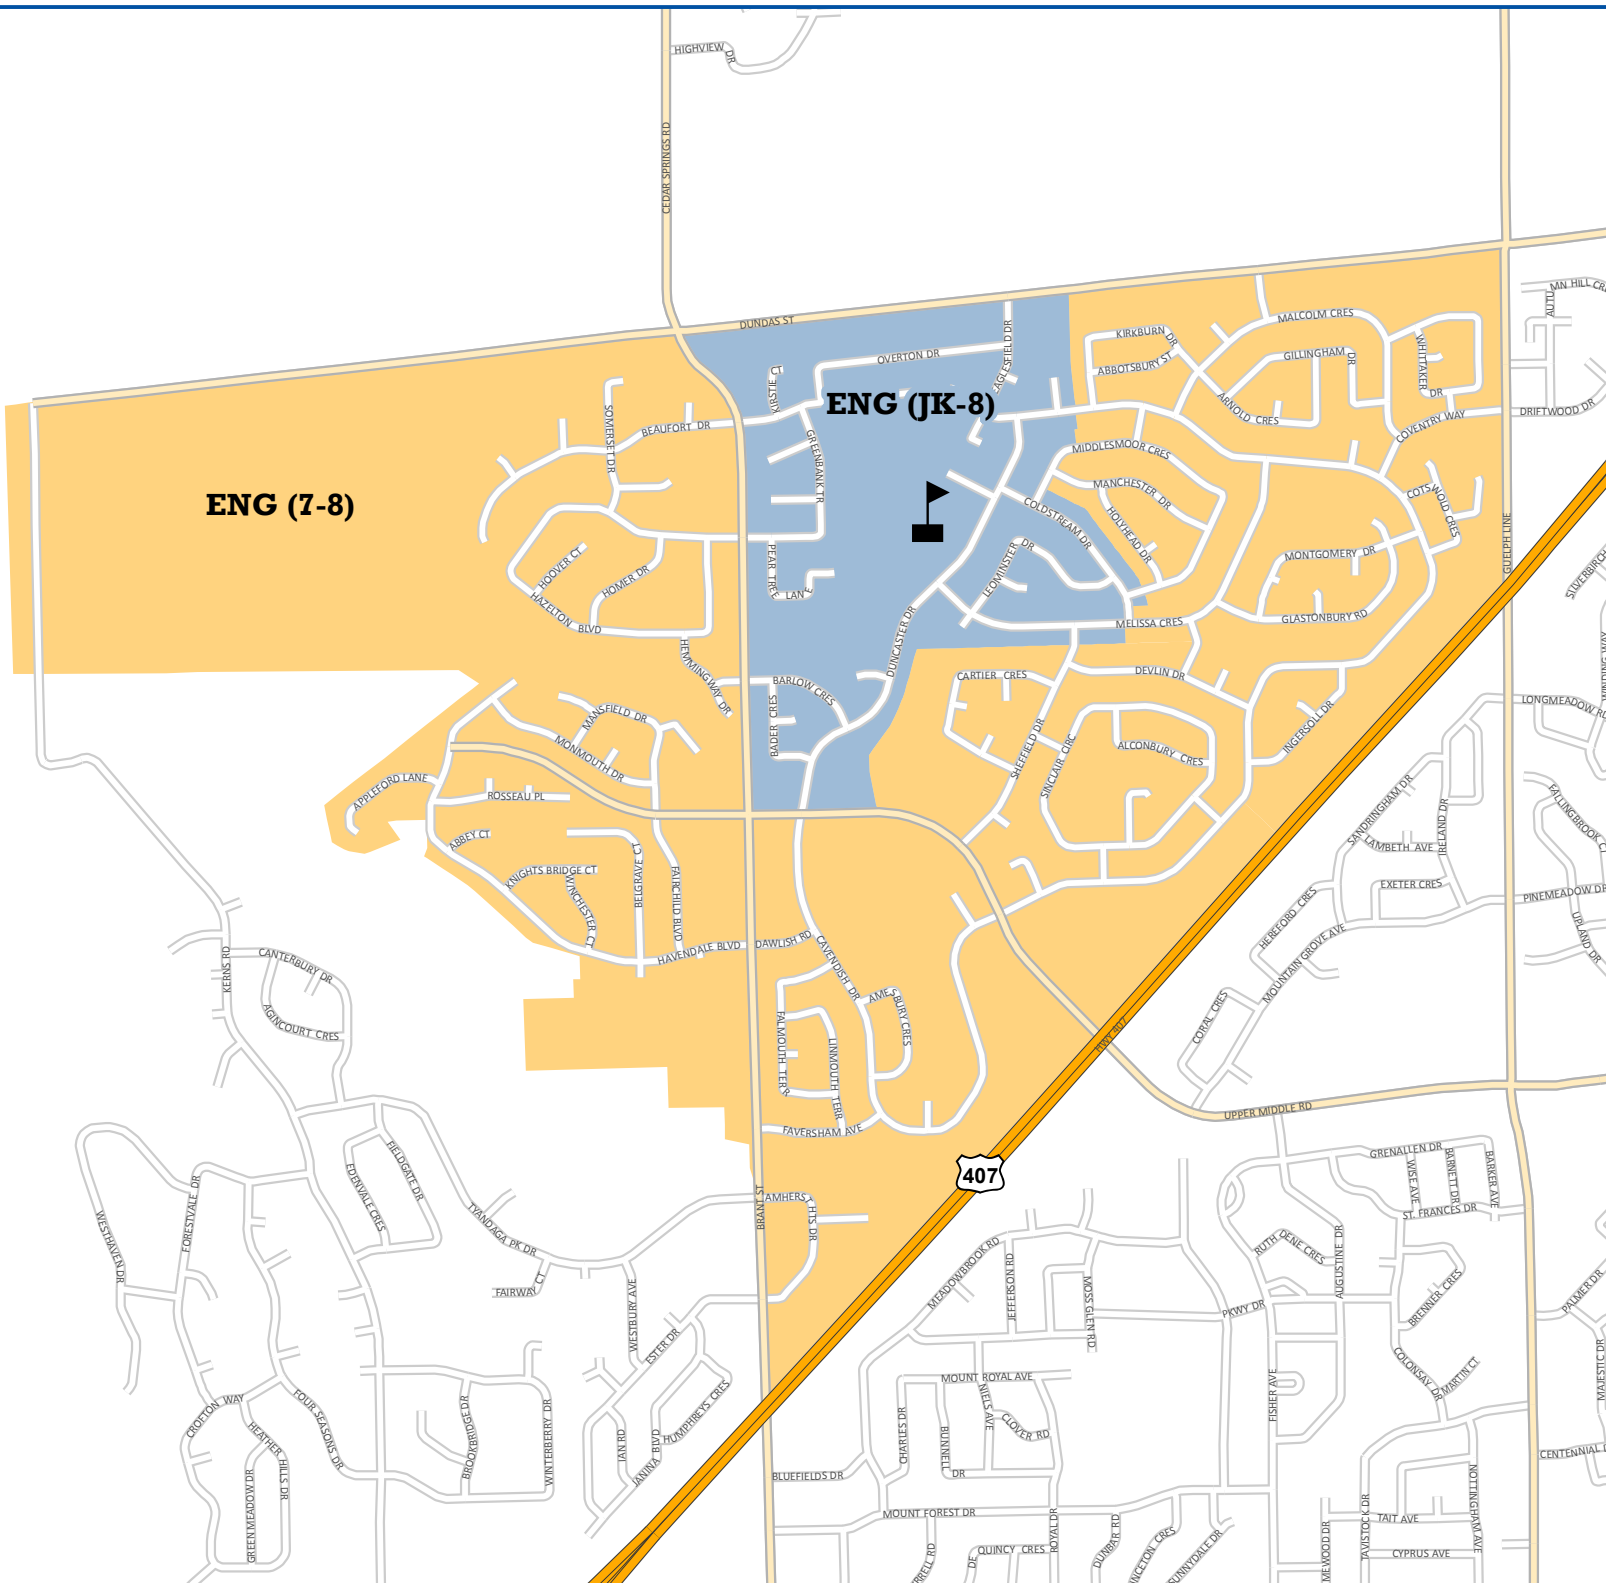 HIGHVIEW DR
CEDAR SPRINGS RD
DUNDAS ST
OVERTON DR
EAGLESFIELD DR
KIRSTIE CT
KIRKBURN DR
ABBOTSBURY ST
MALCOLM CRES
GILLINGHAM DR
WHITTAKER DR
ARNOLD CRES
COVENTRY WAY
DRIFTWOOD DR
ENG (JK-8)
ENG (7-8)
SOMERSET DR
BEAUFORT DR
GREENBANK TR
MIDDLESMOOR CRES
MANCHESTER DR
HOLYHEAD DR
COLDSTREAM DR
COTSWOLD CRES
GUELPH LINE
MONTGOMERY DR
GLASTONBURY RD
LEOMINSTER DR
HOOVER CT
HOMER DR
HAZELTON BLVD
PEAR TREE LANE
DUNCASTER DR
MELISSA CRES
HEMMINGWAY DR
BARLOW CRES
BADER CRES
CARTIER CRES
DEVLIN DR
INGERSOLL DR
LONGMEADOW RD
MANSFIELD DR
MONMOUTH DR
SHEFFIELD DR
SINCLAIR CIRC
ALCONBURY CRES
APPLEFORD LANE
ROSSEAU PL
ABBEY CT
KNIGHTS BRIDGE CT
WINCHESTER CT
BELGRAVE CT
FAIRCHILD BLVD
SANDRINGHAM DR
LAMBETH AVE
IRELAND DR
EXETER CRES
PINEMEADOW DR
UPLAND DR
HEREFORD CRES
MOUNTAIN GROVE AVE
CORAL CRES
HAVENDALE BLVD
DAWLISH RD
CAVENDISH DR
AMESBURY CRES
KERNS RD
CANTERBURY DR
AGINCOURT CRES
FALMOUTH TERR
LINMOUTH TERR
FAVERSHAM AVE
HWY 407
UPPER MIDDLE RD
407
FIELDGATE DR
EDENVALE CRES
TYANDAGA PK DR
FORESTVALE DR
WESTHAVEN DR
FAIRWAY CT
BRANT ST
AMHERSTHTS DR
WESTBURY AVE
ESTER DR
MEADOWBROOK RD
JEFFERSON RD
MOSS GLEN RD
GRENALLEN DR
WISE AVE
BARNETT DR
BARKER AVE
ST. FRANCES DR
RUTH DENE CRES
AUGUSTINE DR
BRENNER CRES
PALMER DR
PKWY DR
COLONSAY DR
MARTIN CT
MAJESTIC DR
FISHER AVE
MOUNT ROYAL AVE
NIELS AVE
CLOVER RD
CHARLES DR
BUNNELL DR
BLUEFIELDS DR
CROFTON WAY
HEATHER HILLS DR
FOUR SEASONS DR
GREEN MEADOW DR
BROOKBRIDGE DR
WINTERBERRY DR
IAN RD
JANINA BLVD
HUMPHREYS CRES
MOUNT FOREST DR
ROYAL DR
QUINCY CRES
DUNBAR RD
SUNNYDALE DR
TAVISTOCK DR
TAIT AVE
CYPRUS AVE
NOTTINGHAM AVE